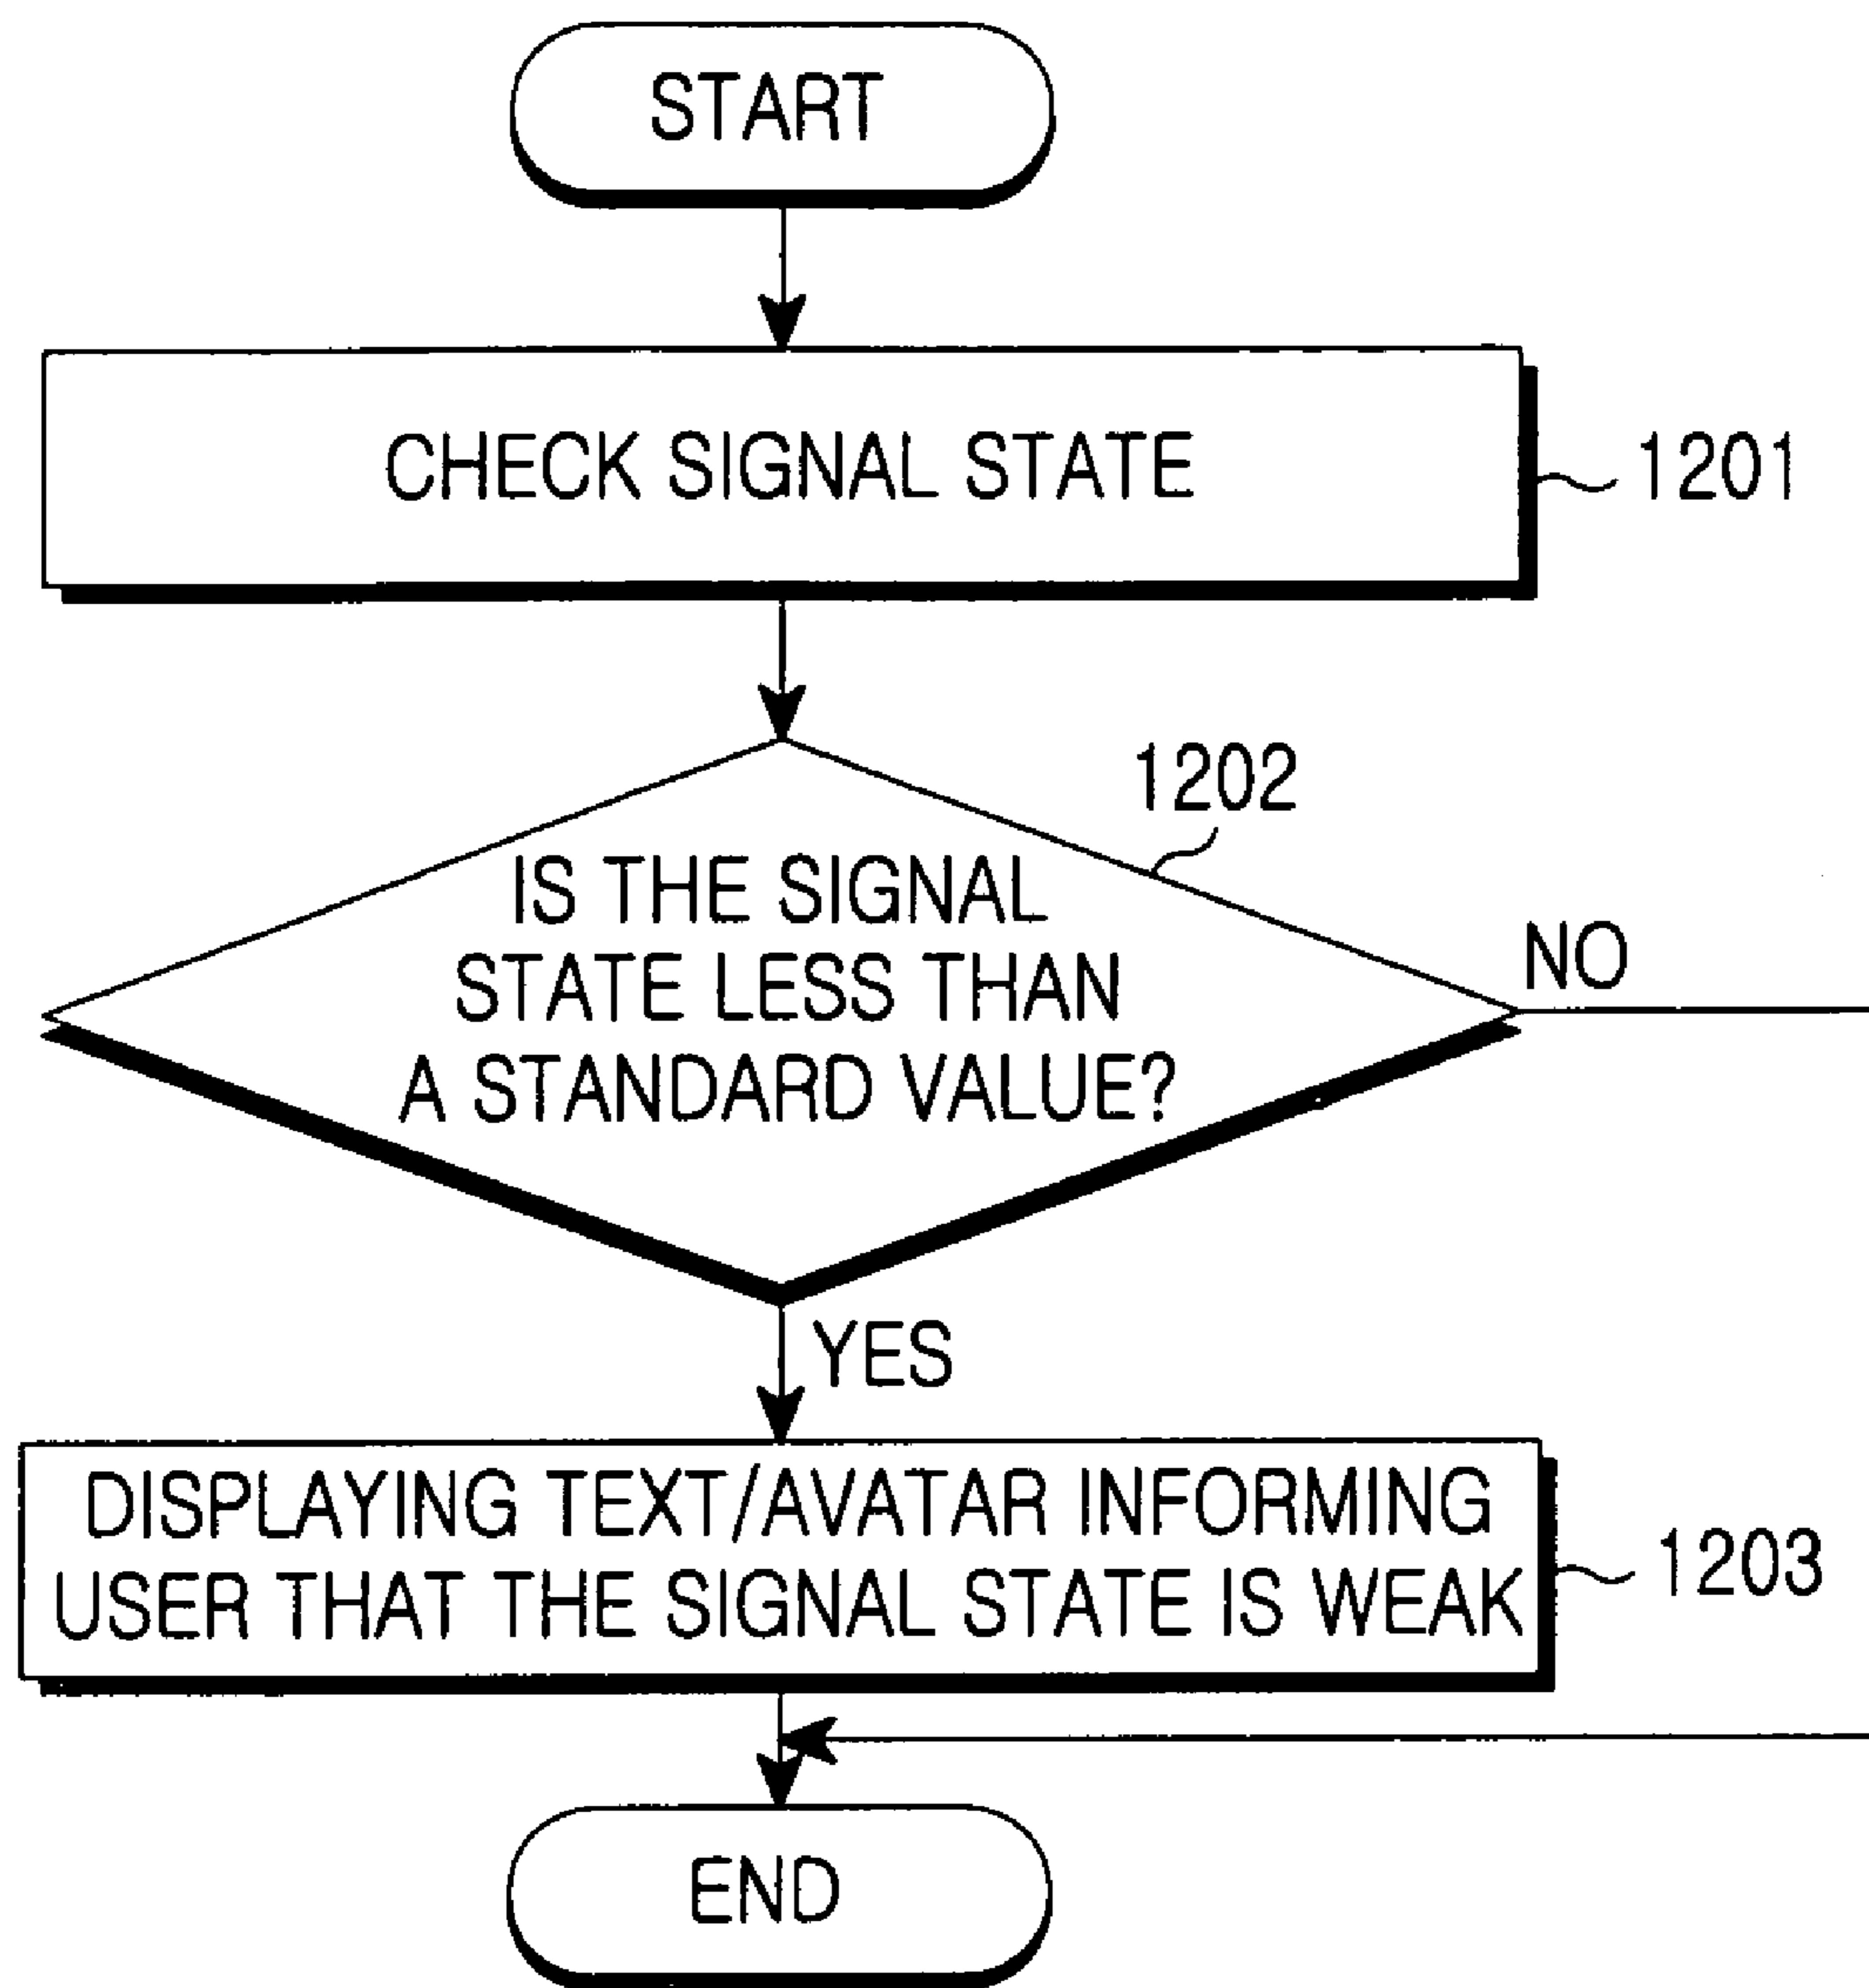 START
CHECK SIGNAL STATE
1201
1202
IS THE SIGNAL
STATE LESS THAN
A STANDARD VALUE?
NO
YES
DISPLAYING TEXT/AVATAR INFORMING
USER THAT THE SIGNAL STATE IS WEAK
1203
END